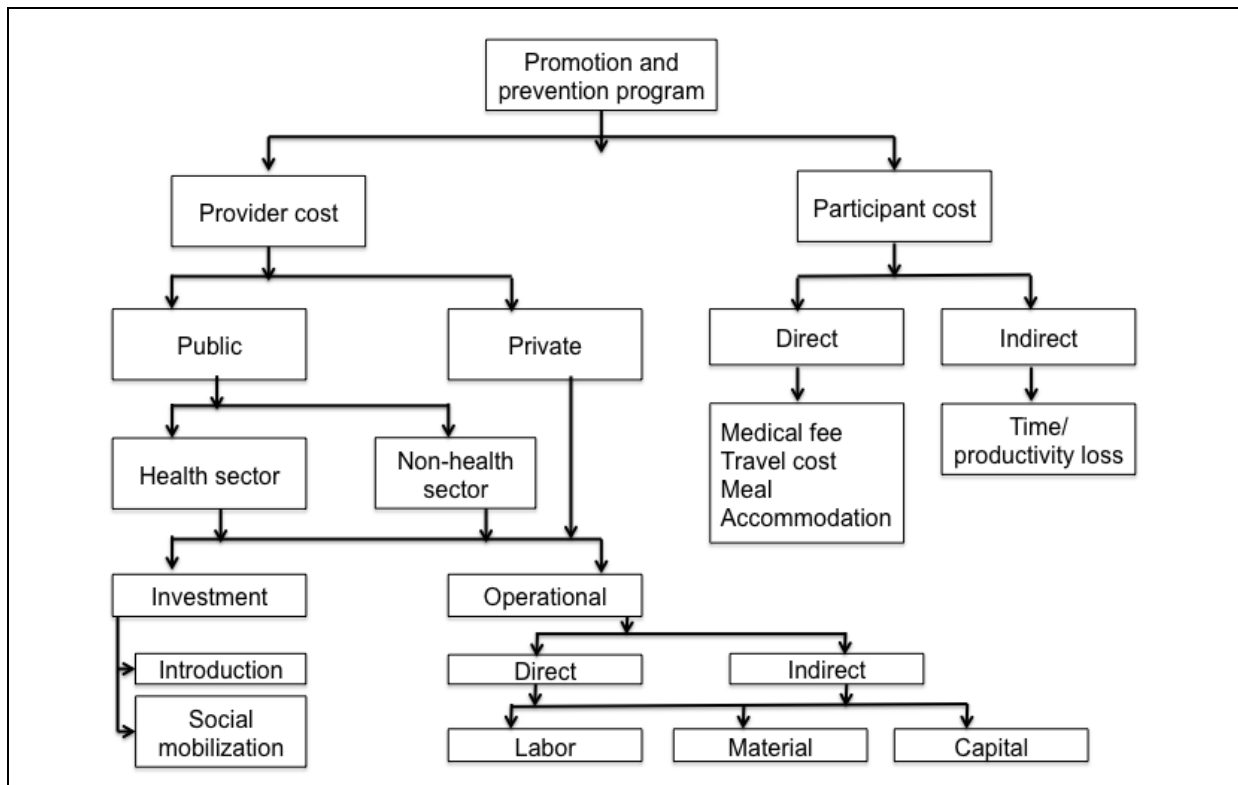 Promotion and
prevention program
Provider cost
Participant cost
Public
Private
Direct
Indirect
Health sector
Non-health
sector
Medical fee
Travel cost
Meal
Accommodation
Time/
productivity loss
Investment
Operational
Introduction
Direct
Indirect
Social
mobilization
Labor
Material
Capital